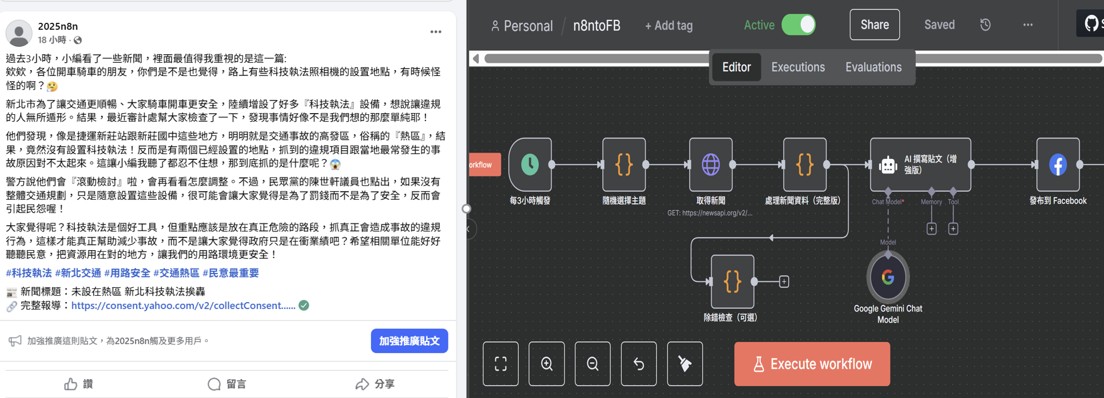 2025n8n
18 小時 ·
過去3小時，小編看了一些新聞，裡面最值得我重視的是這一篇:
欸欸，各位開車騎車的朋友，你們是不是也覺得，路上有些科技執法照相機的設置地點，有時候怪
怪的啊？🤔
新北市為了讓交通更順暢、大家騎車開車更安全，陸續增設了好多『科技執法』設備，想說讓違規
的人無所遁形。結果，最近審計處幫大家檢查了一下，發現事情好像不是我們想的那麼單純耶！
他們發現，像是捷運新莊站跟新莊國中這些地方，明明就是交通事故的高發區，俗稱的『熱區』，結
果，竟然沒有設置科技執法！反而是有兩個已經設置的地點，抓到的違規項目跟當地最常發生的事
故原因對不太起來。這讓小編我聽了都忍不住想，那到底抓的是什麼呢？😱
警方說他們會『滾動檢討』啦，會再看看怎麼調整。不過，民眾黨的陳世軒議員也點出，如果沒有
整體交通規劃，只是隨意設置這些設備，很可能會讓大家覺得是為了罰錢而不是為了安全，反而會
引起民怨喔！
大家覺得呢？科技執法是個好工具，但重點應該是放在真正危險的路段，抓真正會造成事故的違規
行為，這樣才能真正幫助減少事故，而不是讓大家覺得政府只是在衝業績吧？希望相關單位能好好
聽聽民意，把資源用在對的地方，讓我們的用路環境更安全！
#科技執法 #新北交通 #用路安全 #交通熱區 #民意最重要
📰 新聞標題：未設在熱區 新北科技執法挨轟
🔗 完整報導：https://consent.yahoo.com/v2/collectConsent...... 
加強推廣這則貼文，為2025n8n觸及更多用戶。
加強推廣貼文
讚
留言
分享
Personal / n8ntoFB
+ Add tag
Active
Share
Saved
Editor
Executions
Evaluations
orkflow
每3小時觸發
隨機選擇主題
取得新聞
GET: https://newsapi.org/v2/...
處理新聞資料（完整版）
AI 撰寫貼文（增
強版）
Chat Model*
Memory
Tool
發布到 Facebook
Model
除錯檢查（可選）
Google Gemini Chat
Model
Execute workflow